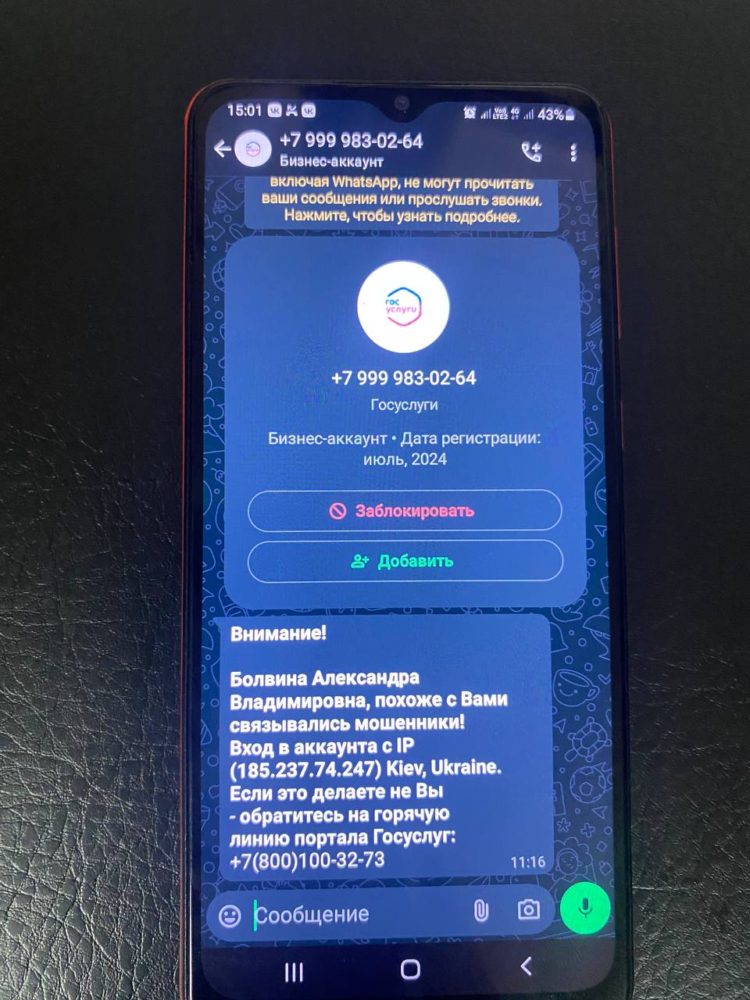 15:01
Vo)) LTE2 4G 43%
+7 999 983-02-64
Бизнес-аккаунт
включая WhatsApp, не могут прочитать
ваши сообщения или прослушать звонки.
Нажмите, чтобы узнать подробнее.
гос
услуги
+7 999 983-02-64
Госуслуги
Бизнес-аккаунт • Дата регистрации:
июль, 2024
Заблокировать
Добавить
Внимание!
Болвина Александра
Владимировна, похоже с Вами
связывались мошенники!
Вход в аккаунта с IP
(185.237.74.247) Kiev, Ukraine.
Если это делаете не Вы
- обратитесь на горячую
линию портала Госуслуг:
+7(800)100-32-73
11:16
Сообщение